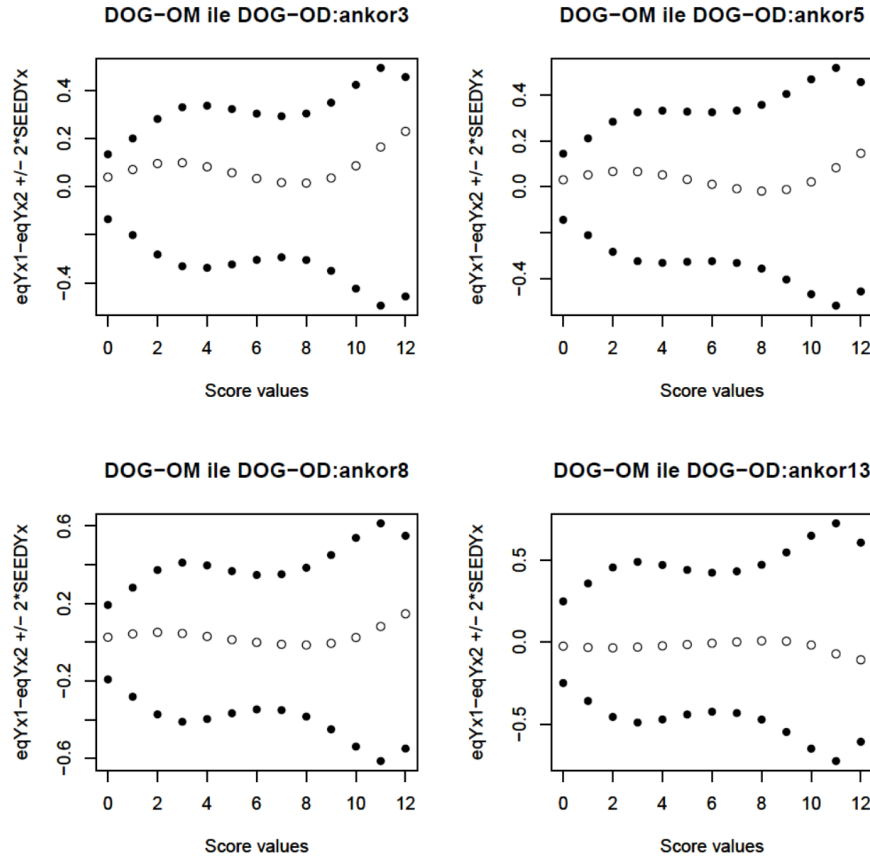 DOG−OM ile DOG−OD:ankor3
eqYx1−eqYx2 +/− 2*SEEDYx
0.4
0.2
0.0
−0.4
0 2 4 6 8 10 12
Score values
DOG−OM ile DOG−OD:ankor5
eqYx1−eqYx2 +/− 2*SEEDYx
0.4
0.2
0.0
−0.4
0 2 4 6 8 10 12
Score values
DOG−OM ile DOG−OD:ankor8
eqYx1−eqYx2 +/− 2*SEEDYx
0.6
0.2
−0.2
−0.6
0 2 4 6 8 10 12
Score values
DOG−OM ile DOG−OD:ankor13
eqYx1−eqYx2 +/− 2*SEEDYx
0.5
0.0
−0.5
0 2 4 6 8 10 12
Score values